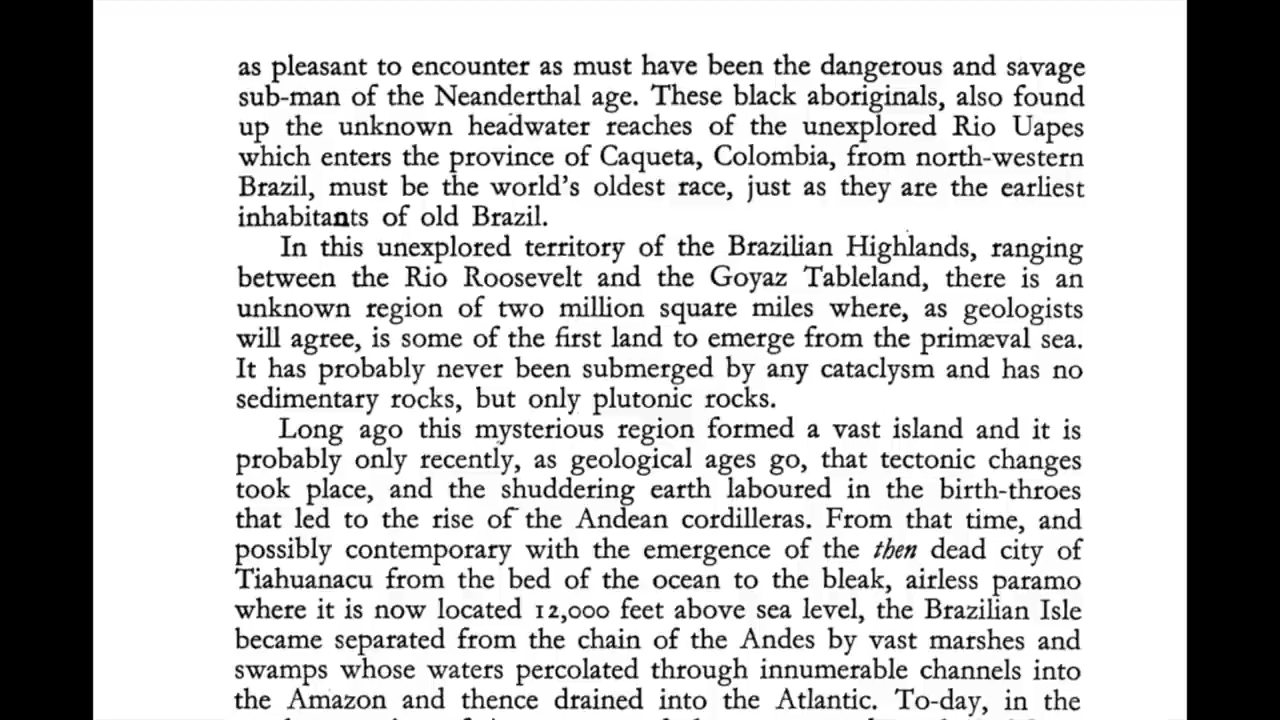 as pleasant to encounter as must have been the dangerous and savage
sub-man of the Neanderthal age. These black aboriginals, also found
up the unknown headwater reaches of the unexplored Rio Uapes
which enters the province of Caqueta, Colombia, from north-western
Brazil, must be the world's oldest race, just as they are the earliest
inhabitants of old Brazil.
In this unexplored territory of the Brazilian Highlands, ranging
between the Rio Roosevelt and the Goyaz Tableland, there is an
unknown region of two million square miles where, as geologists
will agree, is some of the first land to emerge from the primæval sea.
It has probably never been submerged by any cataclysm and has no
sedimentary rocks, but only plutonic rocks.
Long ago this mysterious region formed a vast island and it is
probably only recently, as geological ages go, that tectonic changes
took place, and the shuddering earth laboured in the birth-throes
that led to the rise of the Andean cordilleras. From that time, and
possibly contemporary with the emergence of the then dead city of
Tiahuanacu from the bed of the ocean to the bleak, airless paramo
where it is now located 12,000 feet above sea level, the Brazilian Isle
became separated from the chain of the Andes by vast marshes and
swamps whose waters percolated through innumerable channels into
the Amazon and thence drained into the Atlantic. To-day, in the